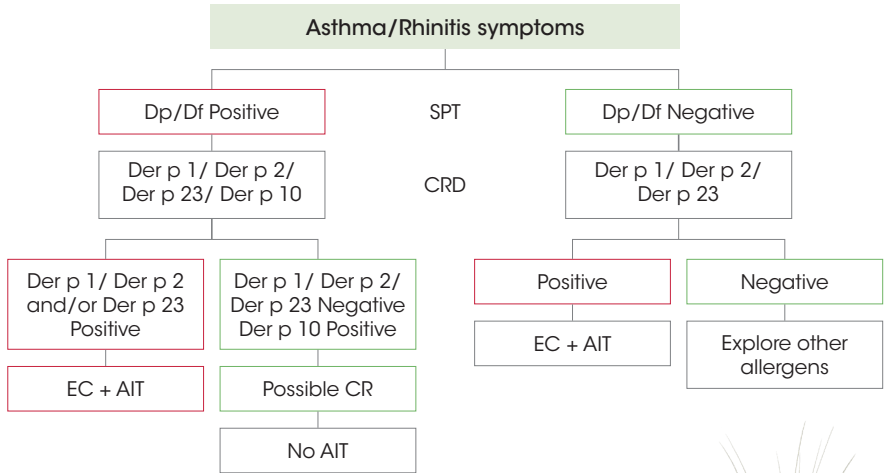 Asthma/Rhinitis symptoms
Dp/Df Positive
SPT
Dp/Df Negative
Der p 1/ Der p 2/
Der p 23/ Der p 10
CRD
Der p 1/ Der p 2/
Der p 23
Der p 1/ Der p 2
and/or Der p 23
Positive
Der p 1/ Der p 2/
Der p 23 Negative
Der p 10 Positive
Positive
Negative
EC + AIT
Explore other
allergens
EC + AIT
Possible CR
No AIT